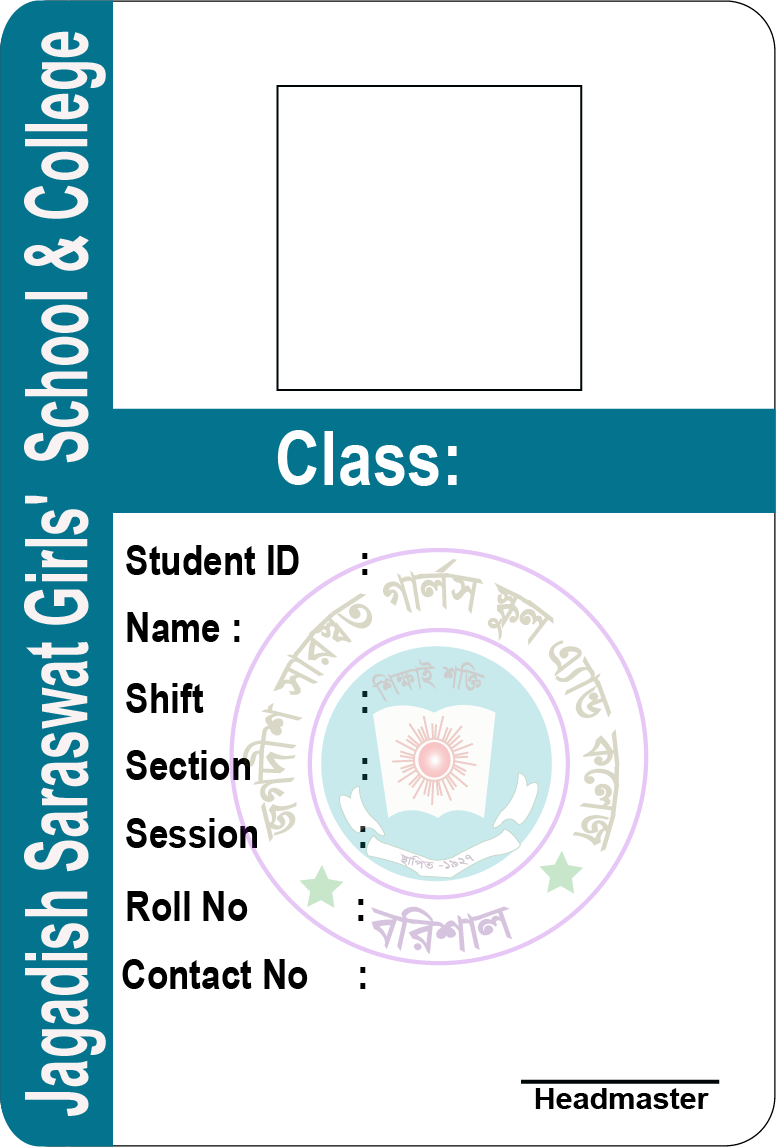 Jagadish Saraswat Girls' School & College
Class:
Student ID :
Name :
Shift :
Section :
Session :
Roll No :
Contact No :
জগদীশ সারস্বত গার্লস স্কুল এ্যান্ড কলেজ
শিক্ষাই শক্তি
স্থাপিত -১৯২৭
বরিশাল
Headmaster